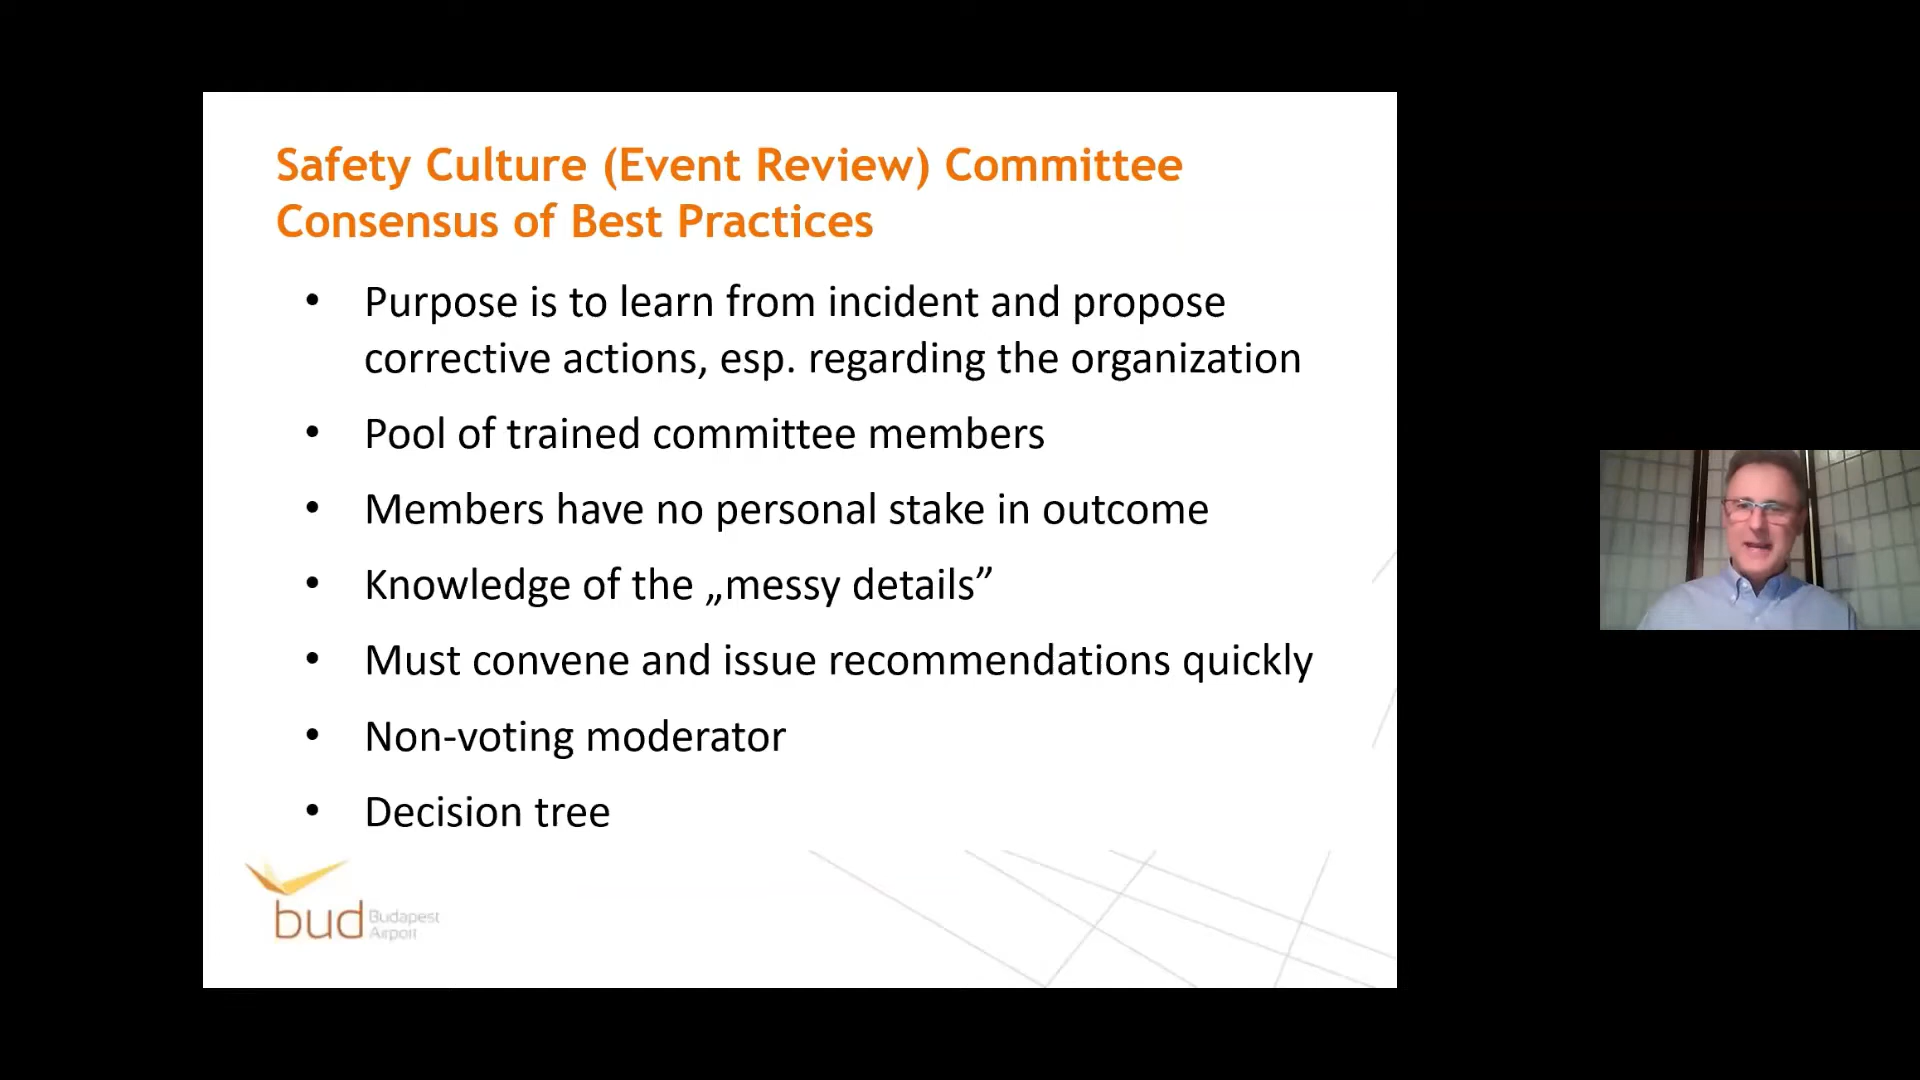 Safety Culture (Event Review) Committee
Consensus of Best Practices
• Purpose is to learn from incident and propose
corrective actions, esp. regarding the organization
• Pool of trained committee members
• Members have no personal stake in outcome
• Knowledge of the „messy details”
• Must convene and issue recommendations quickly
• Non-voting moderator
• Decision tree
bud Budapest
Airport